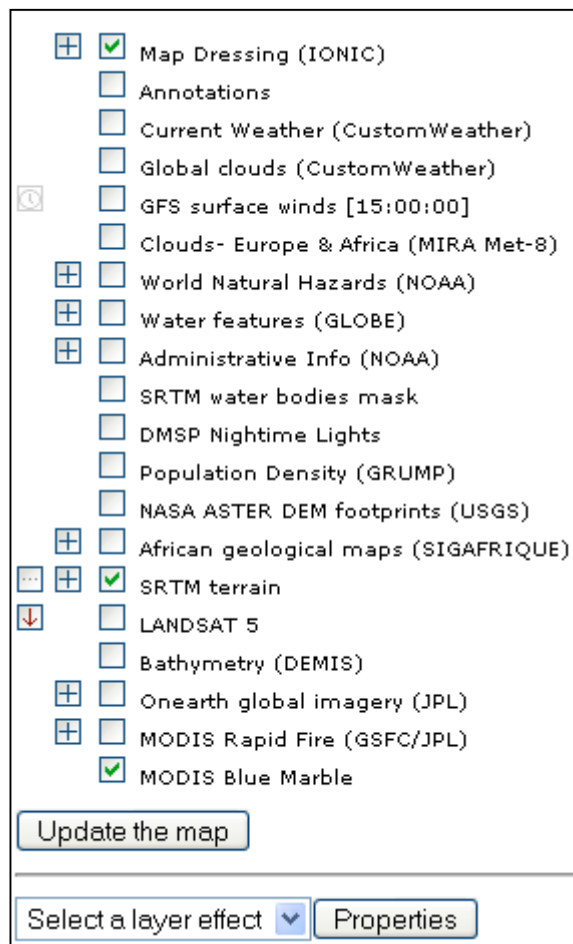 Map Dressing (IONIC)
Annotations
Current Weather (CustomWeather)
Global clouds (CustomWeather)
GFS surface winds [15:00:00]
Clouds- Europe & Africa (MIRA Met-8)
World Natural Hazards (NOAA)
Water features (GLOBE)
Administrative Info (NOAA)
SRTM water bodies mask
DMSP Nightime Lights
Population Density (GRUMP)
NASA ASTER DEM footprints (USGS)
African geological maps (SIGAFRIQUE)
SRTM terrain
LANDSAT 5
Bathymetry (DEMIS)
Onearth global imagery (JPL)
MODIS Rapid Fire (GSFC/JPL)
MODIS Blue Marble
Update the map
Select a layer effect Properties